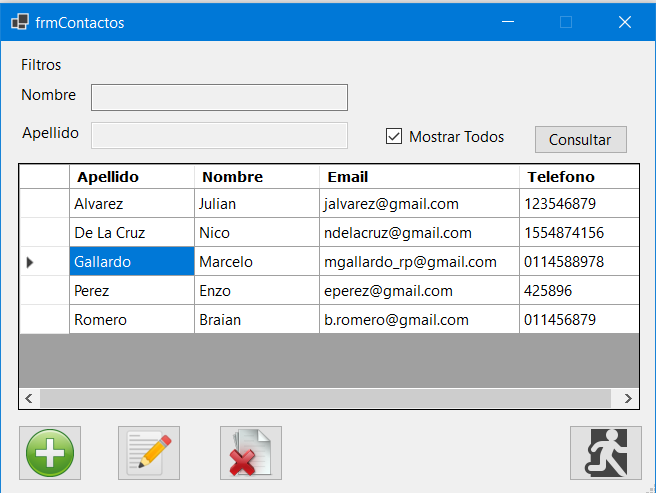 frmContactos
Filtros
Nombre
Apellido
Mostrar Todos
Consultar
Apellido Nombre Email Telefono
Alvarez Julian jalvarez@gmail.com 123546879
De La Cruz Nico ndelacruz@gmail.com 1554874156
Gallardo Marcelo mgallardo_rp@gmail.com 0114588978
Perez Enzo eperez@gmail.com 425896
Romero Braian b.romero@gmail.com 011456879